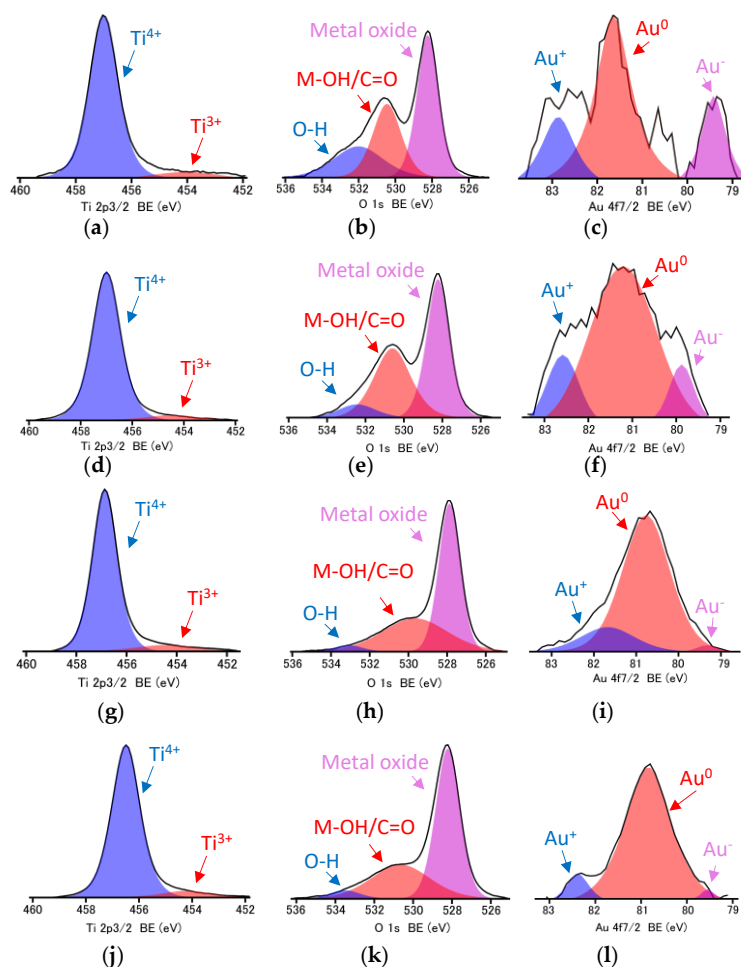 Ti4+
Ti3+
460 458 456 454 452
Ti 2p3/2 BE (eV)
(a)
Metal oxide
M-OH/C=O
O-H
536 534 532 530 528 526
O 1s BE (eV)
(b)
Au+
Au0
Au-
83 82 81 80 79
Au 4f7/2 BE (eV)
(c)
Ti4+
Ti3+
460 458 456 454 452
Ti 2p3/2 BE (eV)
(d)
Metal oxide
M-OH/C=O
O-H
536 534 532 530 528 526
O 1s BE (eV)
(e)
Au0
Au+
Au-
83 82 81 80 79
Au 4f7/2 BE (eV)
(f)
Ti4+
Ti3+
460 458 456 454 452
Ti 2p3/2 BE (eV)
(g)
Metal oxide
M-OH/C=O
O-H
536 534 532 530 528 526
O 1s BE (eV)
(h)
Au0
Au+
Au-
83 82 81 80 79
Au 4f7/2 BE (eV)
(i)
Ti4+
Ti3+
460 458 456 454 452
Ti 2p3/2 BE (eV)
(j)
Metal oxide
M-OH/C=O
O-H
536 534 532 530 528 526
O 1s BE (eV)
(k)
Au0
Au+
Au-
83 82 81 80 79
Au 4f7/2 BE (eV)
(l)